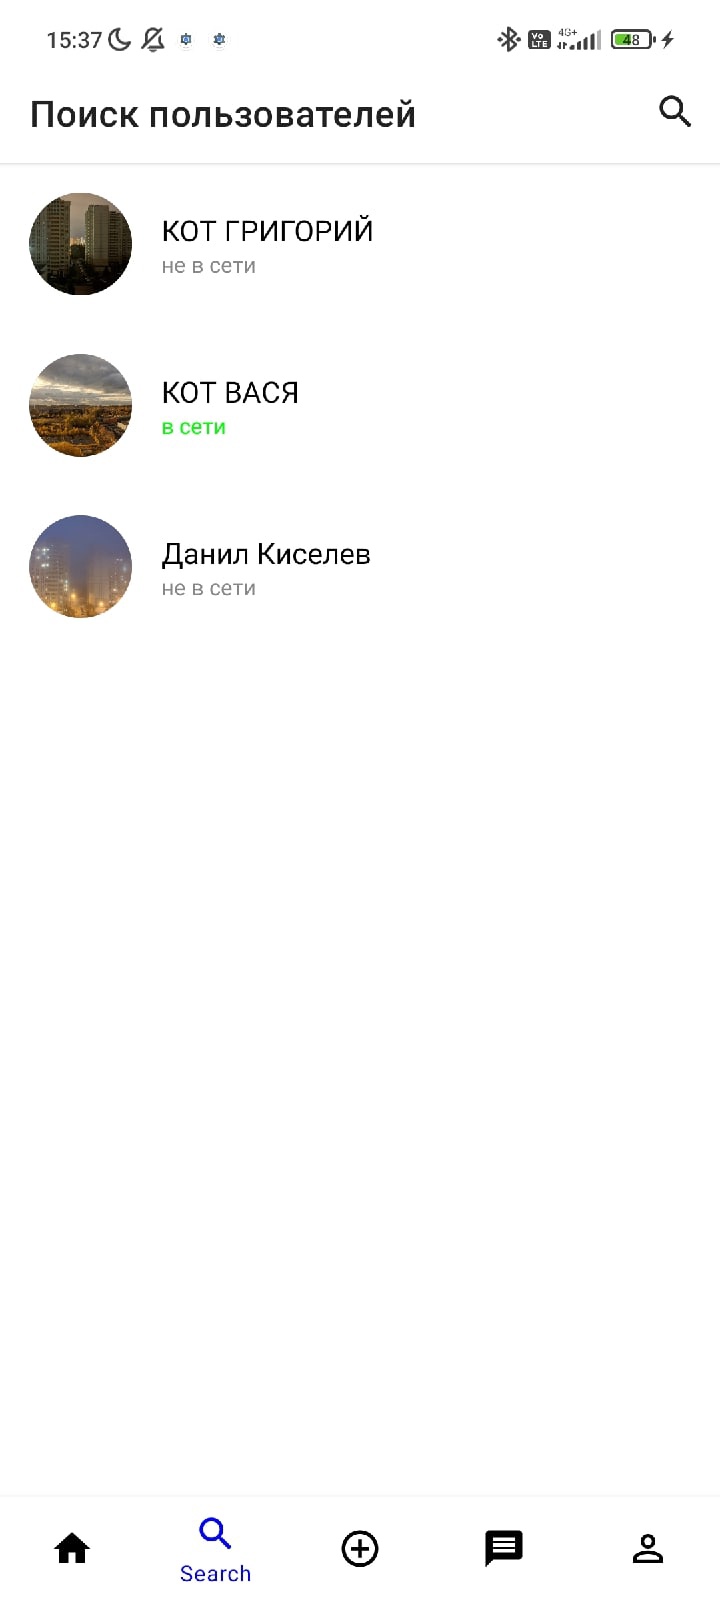 15:37
Vo LTE 4G+ 48
Поиск пользователей
КОТ ГРИГОРИЙ
не в сети
КОТ ВАСЯ
в сети
Данил Киселев
не в сети
Search